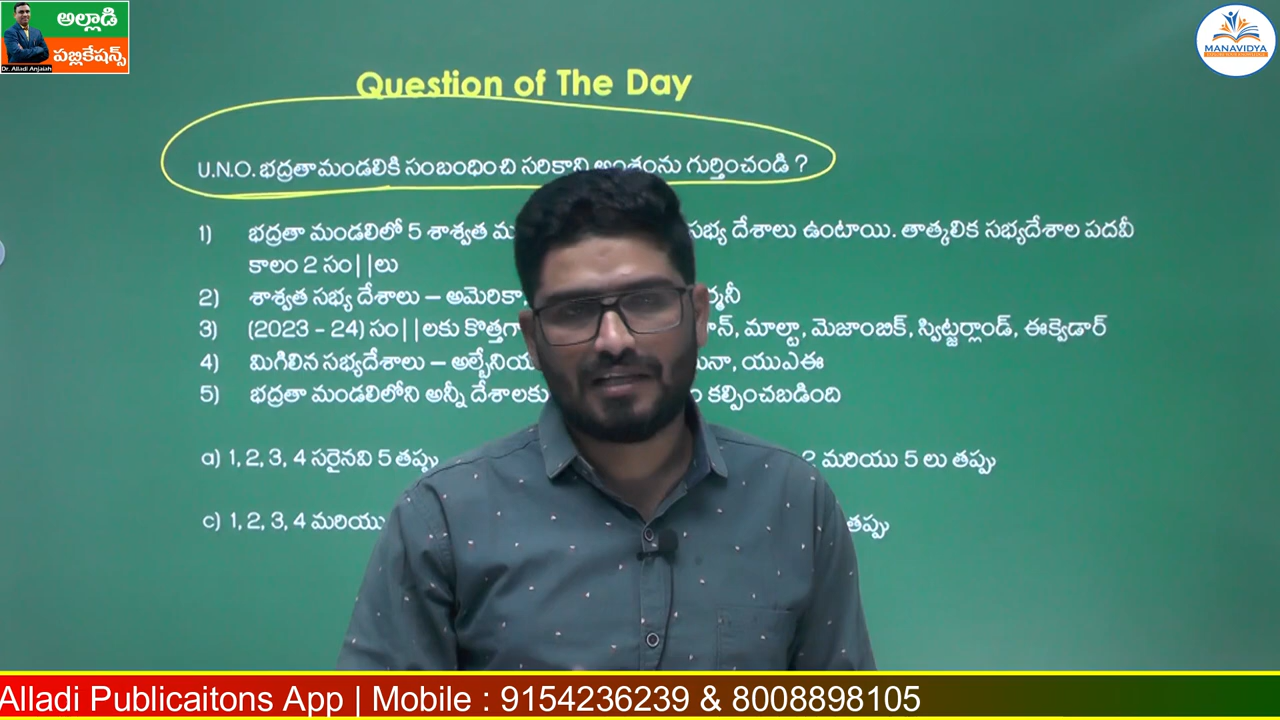 అల్లాడి
పబ్లికేషన్స్
Dr. Alladi Anjaiah
MANAVIDYA
Question of The Day
U.N.O. భద్రతామండలికి సంబంధించి సరికాని అంశంను గుర్తించండి ?
1) భద్రతా మండలిలో 5 శాశ్వత సభ్య దేశాలు ఉంటాయి. తాత్కలిక సభ్యదేశాల పదవీ
కాలం 2 సం||లు
2) శాశ్వత సభ్య దేశాలు – అమెరికా,
3) (2023 - 24) సం||లకు కొత్తగా మాల్టా, మెజాంబిక్, స్విట్జర్లాండ్, ఈక్వెడార్
4) మిగిలిన సభ్యదేశాలు – యుఎఈ
5) భద్రతా మండలిలోని అన్నీ దేశాలకు కల్పించబడింది
a) 1, 2, 3, 4 సరైనవి 5 తప్పు 2 మరియు 5 లు తప్పు
c) 1, 2, 3, 4 మరియు తప్పు
Alladi Publicaitons App | Mobile : 9154236239 & 8008898105